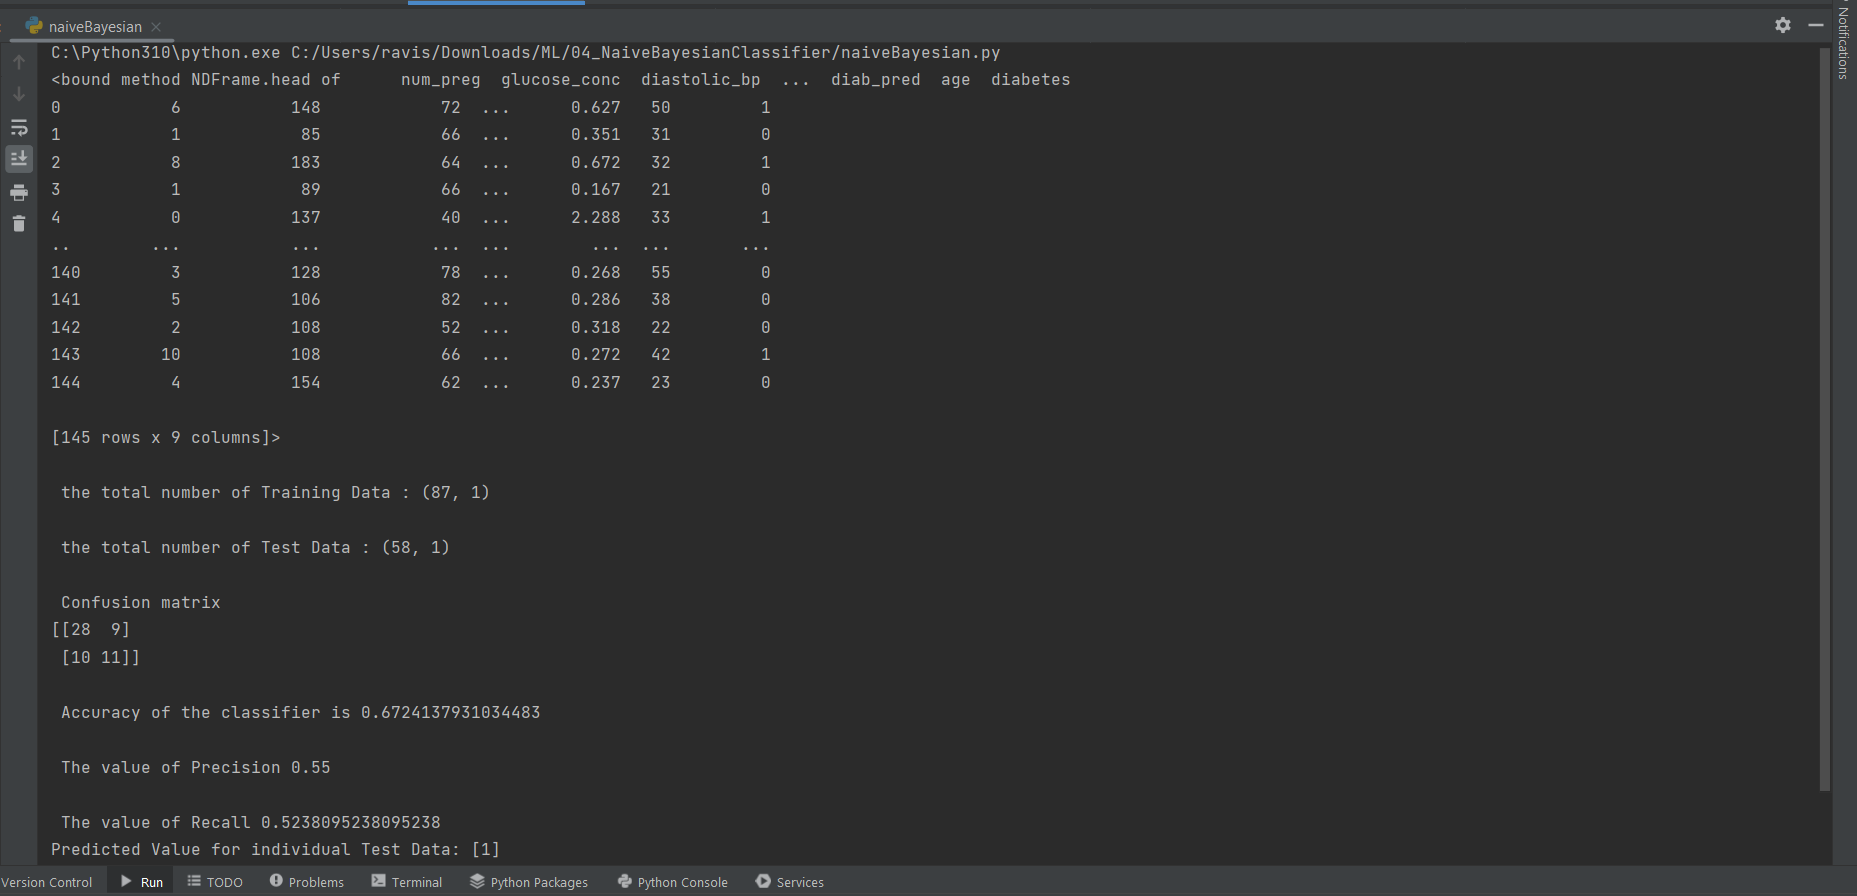 naiveBayesian
Notifications
C:\Python310\python.exe C:/Users/ravis/Downloads/ML/04_NaiveBayesianClassifier/naiveBayesian.py
<bound method NDFrame.head of      num_preg  glucose_conc  diastolic_bp  ...  diab_pred  age  diabetes
0           6           148            72  ...      0.627   50         1
1           1            85            66  ...      0.351   31         0
2           8           183            64  ...      0.672   32         1
3           1            89            66  ...      0.167   21         0
4           0           137            40  ...      2.288   33         1
..        ...           ...           ...  ...        ...  ...       ...
140         3           128            78  ...      0.268   55         0
141         5           106            82  ...      0.286   38         0
142         2           108            52  ...      0.318   22         0
143        10           108            66  ...      0.272   42         1
144         4           154            62  ...      0.237   23         0
[145 rows x 9 columns]>
the total number of Training Data : (87, 1)
the total number of Test Data : (58, 1)
Confusion matrix
[[28  9]
 [10 11]]
Accuracy of the classifier is 0.6724137931034483
The value of Precision 0.55
The value of Recall 0.5238095238095238
Predicted Value for individual Test Data: [1]
Version Control Run TODO Problems Terminal Python Packages Python Console Services